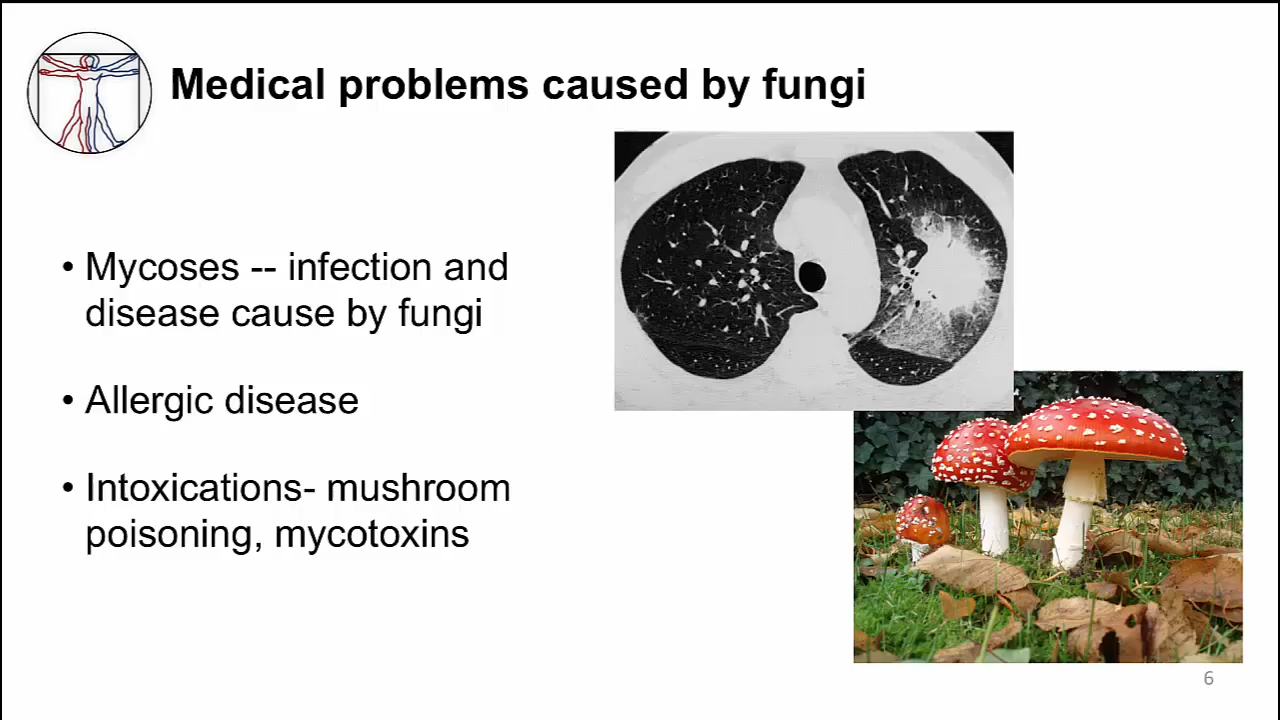 Medical problems caused by fungi
• Mycoses -- infection and
disease cause by fungi
• Allergic disease
• Intoxications- mushroom
poisoning, mycotoxins
6